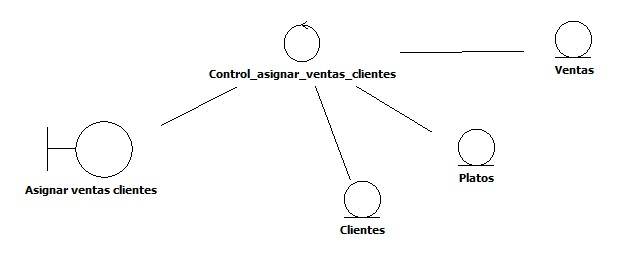 Ventas
Control_asignar_ventas_clientes
Platos
Asignar ventas clientes
Clientes